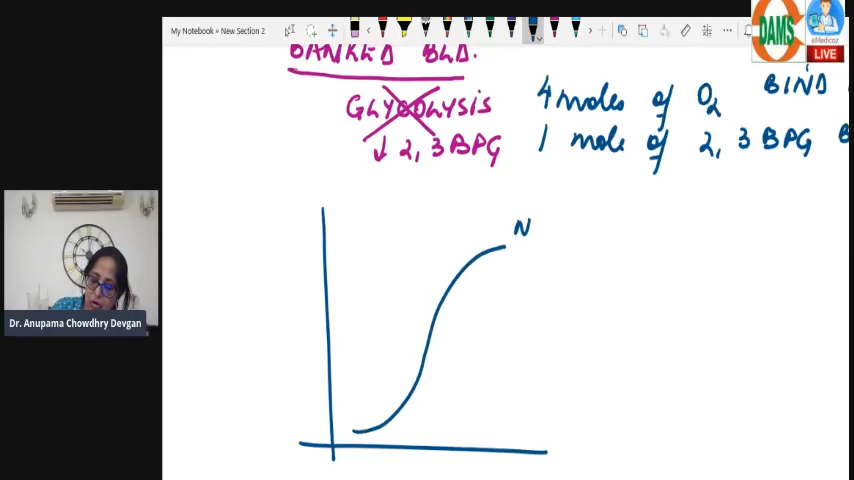 My Notebook » New Section 2
DAMS
eMedicoz
LIVE
BANKED BLD.
GLYCOLYSIS
↓ 2, 3 BPG
4 moles of O2 BIND
1 mole of 2, 3 BPG B
N
Dr. Anupama Chowdhry Devgan